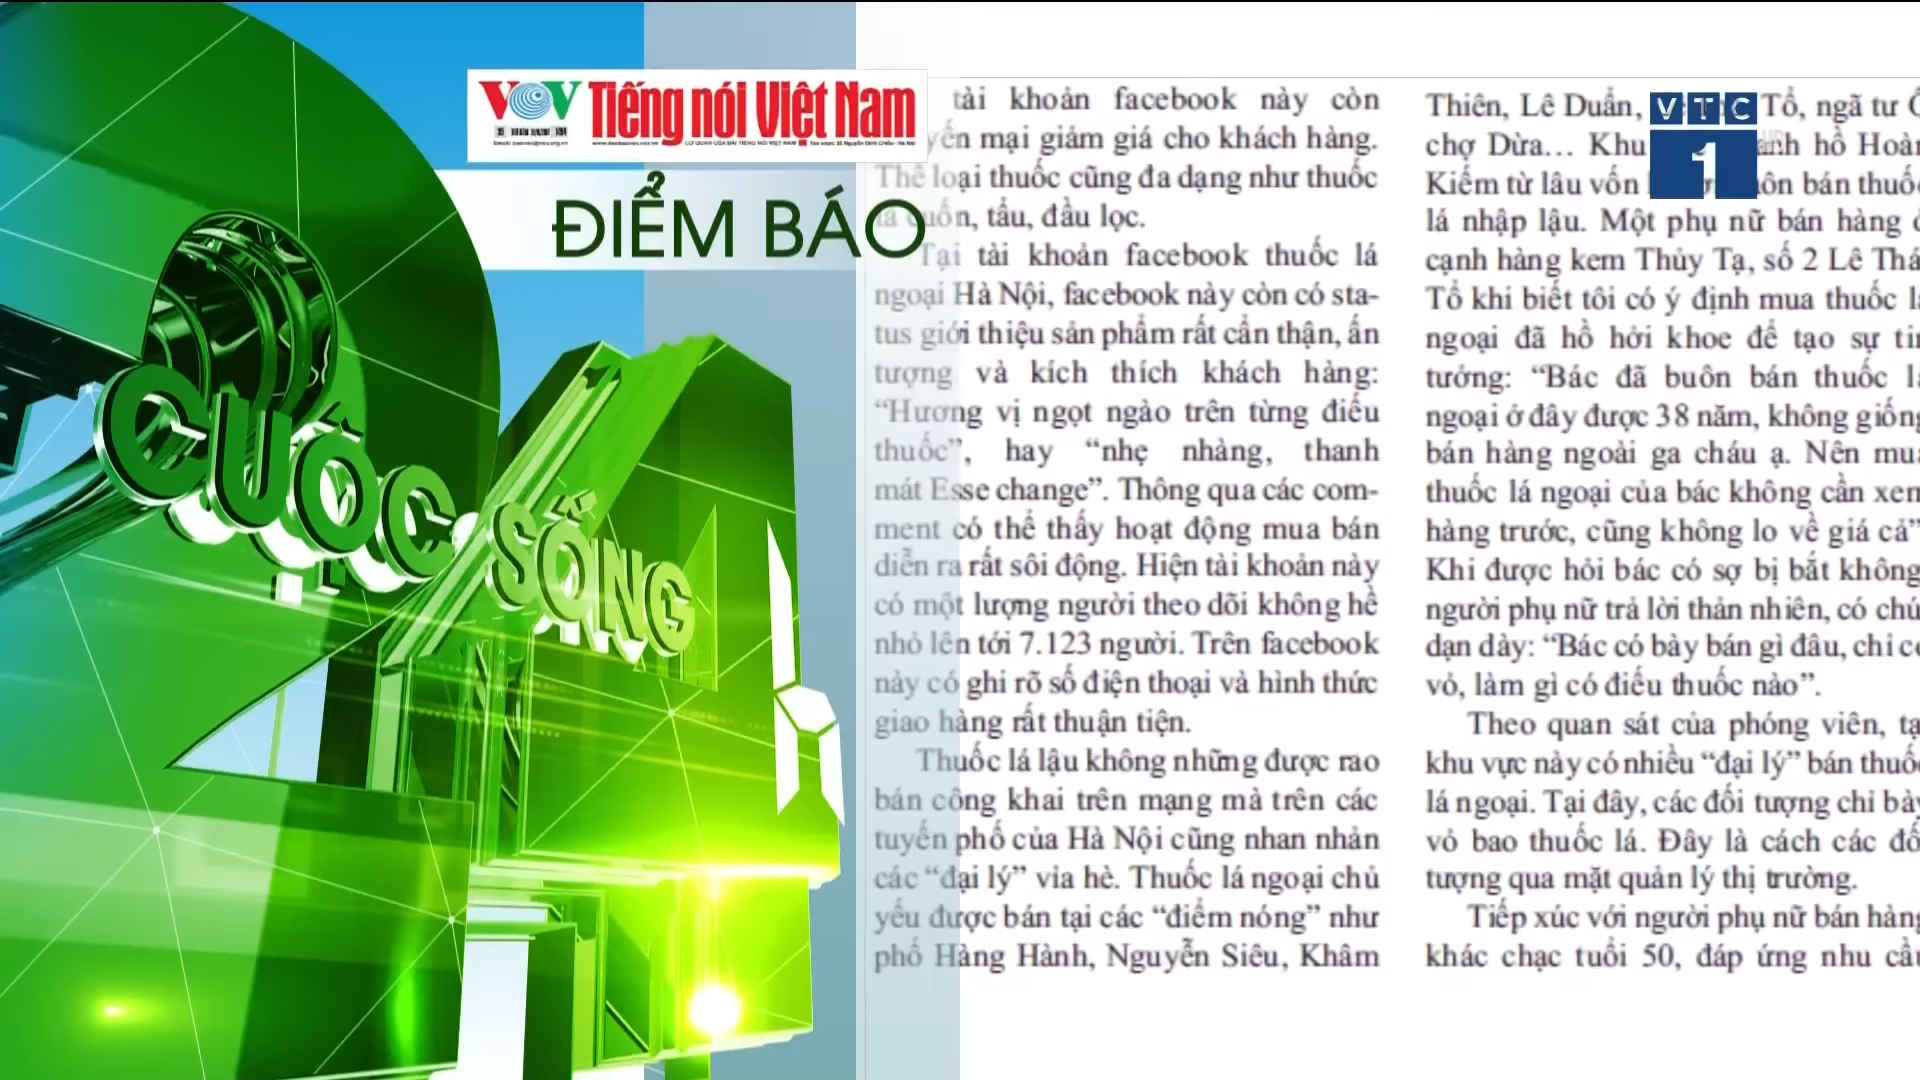 VOV Tiếng nói Việt Nam
ĐIỂM BÁO
CUỘC SỐNG
24h
VTC
1
tài khoản facebook này còn
mại giảm giá cho khách hàng.
Thể loại thuốc cũng đa dạng như thuốc
lá cuốn, tẩu, đầu lọc.
Tại tài khoản facebook thuốc lá
ngoại Hà Nội, facebook này còn có sta-
tus giới thiệu sản phẩm rất cẩn thận, ấn
tượng và kích thích khách hàng:
“Hương vị ngọt ngào trên từng điếu
thuốc”, hay “nhẹ nhàng, thanh
mát Esse change”. Thông qua các com-
ment có thể thấy hoạt động mua bán
diễn ra rất sôi động. Hiện tài khoản này
có một lượng người theo dõi không hề
nhỏ lên tới 7.123 người. Trên facebook
này có ghi rõ số điện thoại và hình thức
giao hàng rất thuận tiện.
Thuốc lá lậu không những được rao
bán công khai trên mạng mà trên các
tuyến phố của Hà Nội cũng nhan nhản
các “đại lý” vỉa hè. Thuốc lá ngoại chủ
yếu được bán tại các “điểm nóng” như
phố Hàng Hành, Nguyễn Siêu, Khâm
Thiên, Lê Duẩn, Tổ, ngã tư Ô
chợ Dừa... Khu hồ Hoàn
Kiếm từ lâu vốn bán thuốc
lá nhập lậu. Một phụ nữ bán hàng ở
cạnh hàng kem Thủy Tạ, số 2 Lê Thái
Tổ khi biết tôi có ý định mua thuốc lá
ngoại đã hồ hởi khoe để tạo sự tin
tưởng: “Bác đã buôn bán thuốc lá
ngoại ở đây được 38 năm, không giống
bán hàng ngoài ga cháu ạ. Nên mua
thuốc lá ngoại của bác không cần xem
hàng trước, cũng không lo về giá cả”.
Khi được hỏi bác có sợ bị bắt không,
người phụ nữ trả lời thản nhiên, có chút
dạn dày: “Bác có bày bán gì đâu, chỉ có
vỏ, làm gì có điếu thuốc nào”.
Theo quan sát của phóng viên, tại
khu vực này có nhiều “đại lý” bán thuốc
lá ngoại. Tại đây, các đối tượng chỉ bày
vỏ bao thuốc lá. Đây là cách các đối
tượng qua mặt quản lý thị trường.
Tiếp xúc với người phụ nữ bán hàng
khác chạc tuổi 50, đáp ứng nhu cầu